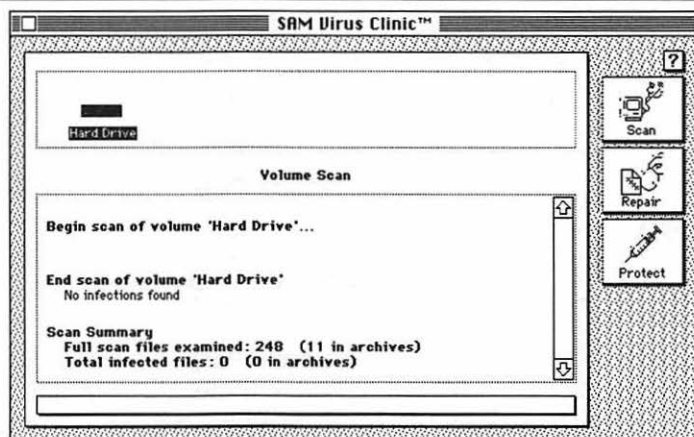 SAM Virus Clinic™
?
Hard Drive
Scan
Volume Scan
Repair
Begin scan of volume 'Hard Drive'...
Protect
End scan of volume 'Hard Drive'
No infections found
Scan Summary
Full scan files examined: 248 (11 in archives)
Total infected files: 0 (0 in archives)